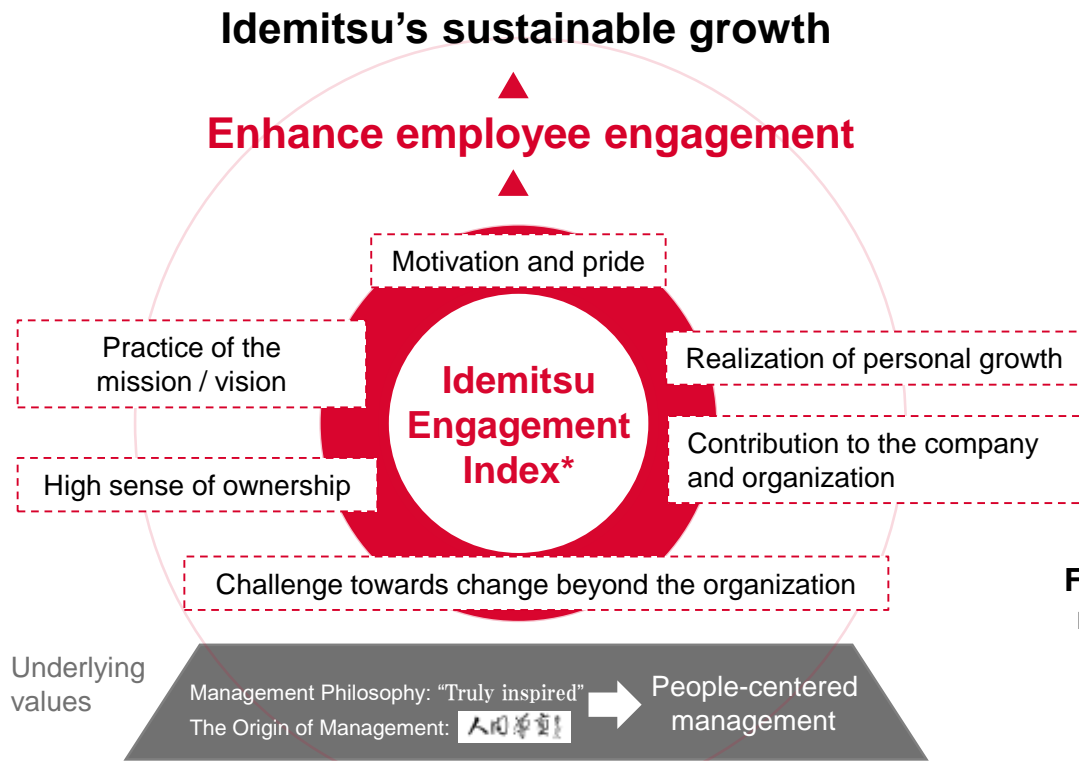 Idemitsu's sustainable growth
Enhance employee engagement
Motivation and pride
Practice of the
mission / vision
Realization of personal growth
Idemitsu
Engagement
Index*
High sense of ownership
Contribution to the company
and organization
Challenge towards change beyond the organization
F
Underlying
values
Management Philosophy: “Truly inspired”
The Origin of Management: 人間尊重
People-centered
management